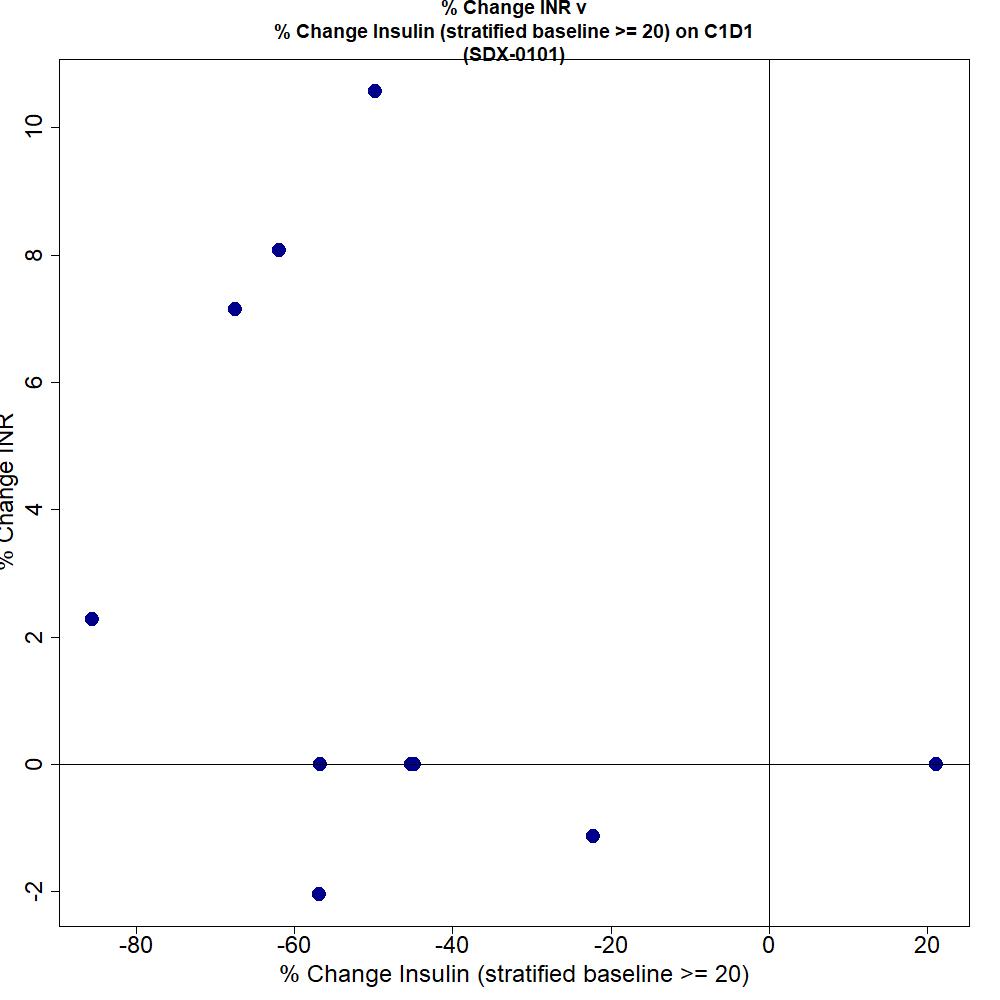 % Change INR v
% Change Insulin (stratified baseline >= 20) on C1D1
(SDX-0101)
% Change INR
10
8
6
4
2
0
-2
-80
-60
-40
-20
0
20
% Change Insulin (stratified baseline >= 20)